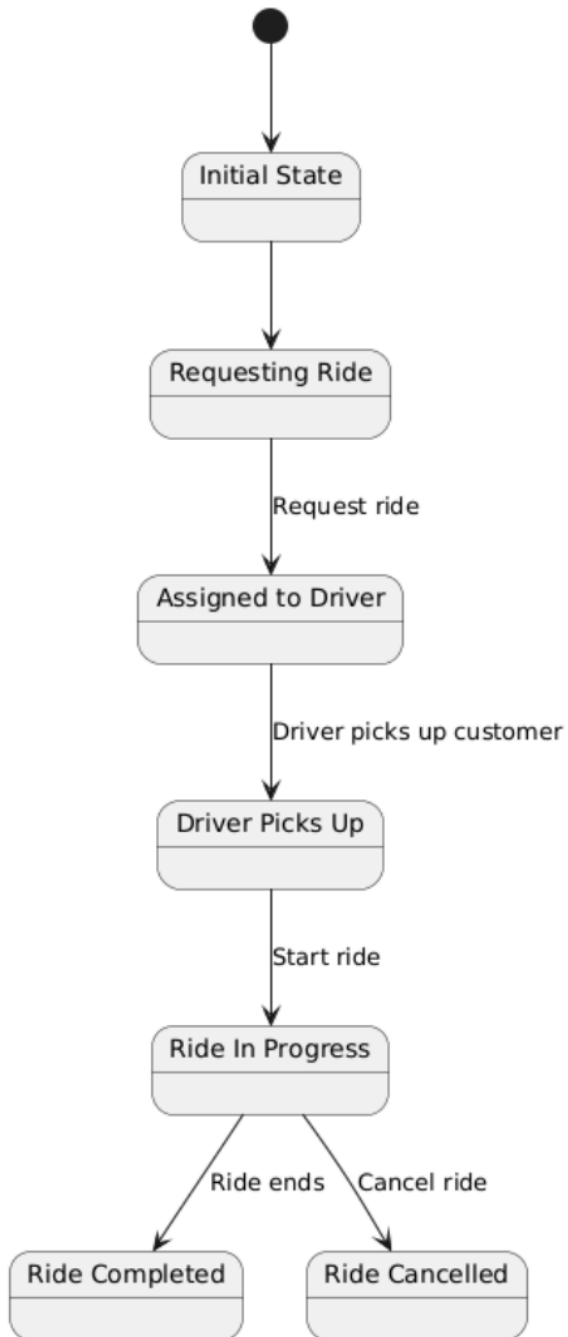 Initial State
Requesting Ride
Request ride
Assigned to Driver
Driver picks up customer
Driver Picks Up
Start ride
Ride In Progress
Ride ends
Cancel ride
Ride Completed
Ride Cancelled